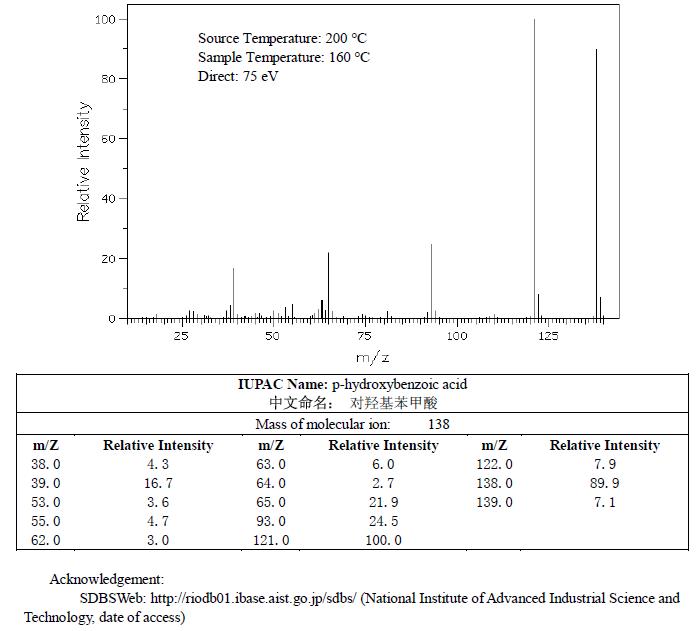 100
80
60
40
20
0
Relative Intensity
Source Temperature: 200 °C
Sample Temperature: 160 °C
Direct: 75 eV
25 50 75 100 125
m/z
IUPAC Name: p-hydroxybenzoic acid
中文命名： 对羟基苯甲酸
Mass of molecular ion: 138
m/Z Relative Intensity m/Z Relative Intensity m/Z Relative Intensity
38.0 4.3 63.0 6.0 122.0 7.9
39.0 16.7 64.0 2.7 138.0 89.9
53.0 3.6 65.0 21.9 139.0 7.1
55.0 4.7 93.0 24.5
62.0 3.0 121.0 100.0
Acknowledgement:
SDBSWeb: http://riodb01.ibase.aist.go.jp/sdbs/ (National Institute of Advanced Industrial Science and
Technology, date of access)